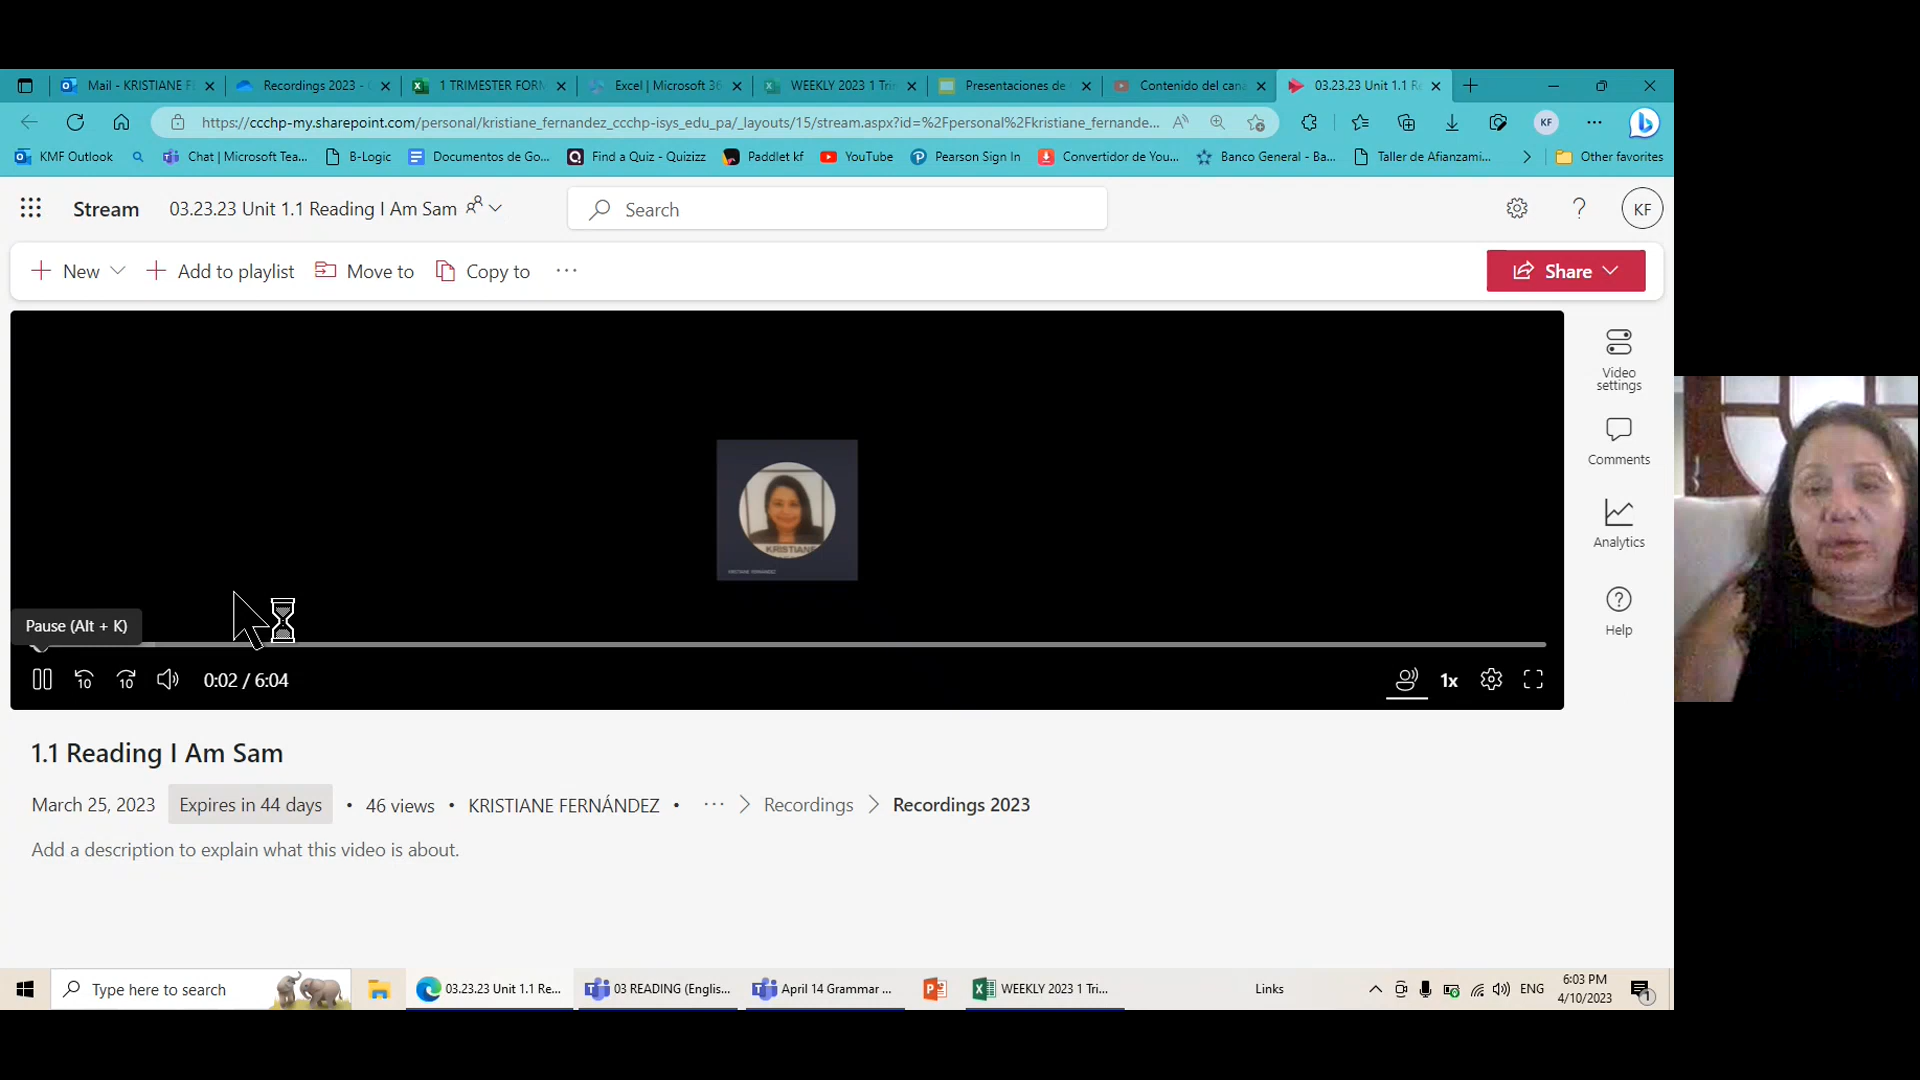 Mail - KRISTIANE F
Recordings 2023 -
1 TRIMESTER FOR
Excel | Microsoft 36
WEEKLY 2023 1 Tri
Presentaciones de
Contenido del can
03.23.23 Unit 1.1 R
https://ccchp-my.sharepoint.com/personal/kristiane_fernandez_ccchp-isys_edu_pa/_layouts/15/stream.aspx?id=%2Fpersonal%2Fkristiane_fernande...
KF
KMF Outlook
Chat | Microsoft Tea...
B-Logic
Documentos de Go...
Find a Quiz - Quizizz
Paddlet kf
YouTube
Pearson Sign In
Convertidor de You...
Banco General - Ba...
Taller de Afianzami...
Other favorites
Stream
03.23.23 Unit 1.1 Reading I Am Sam
Search
KF
New
Add to playlist
Move to
Copy to
Share
Video settings
Comments
Analytics
Help
KRISTIANE
KRISTIANE FERNÁNDEZ
Pause (Alt + K)
10
10
0:02 / 6:04
1x
1.1 Reading I Am Sam
March 25, 2023
Expires in 44 days
• 46 views • KRISTIANE FERNÁNDEZ •
Recordings
Recordings 2023
Add a description to explain what this video is about.
Type here to search
03.23.23 Unit 1.1 Re...
03 READING (Englis...
April 14 Grammar ...
WEEKLY 2023 1 Tri...
Links
ENG
6:03 PM
4/10/2023
1